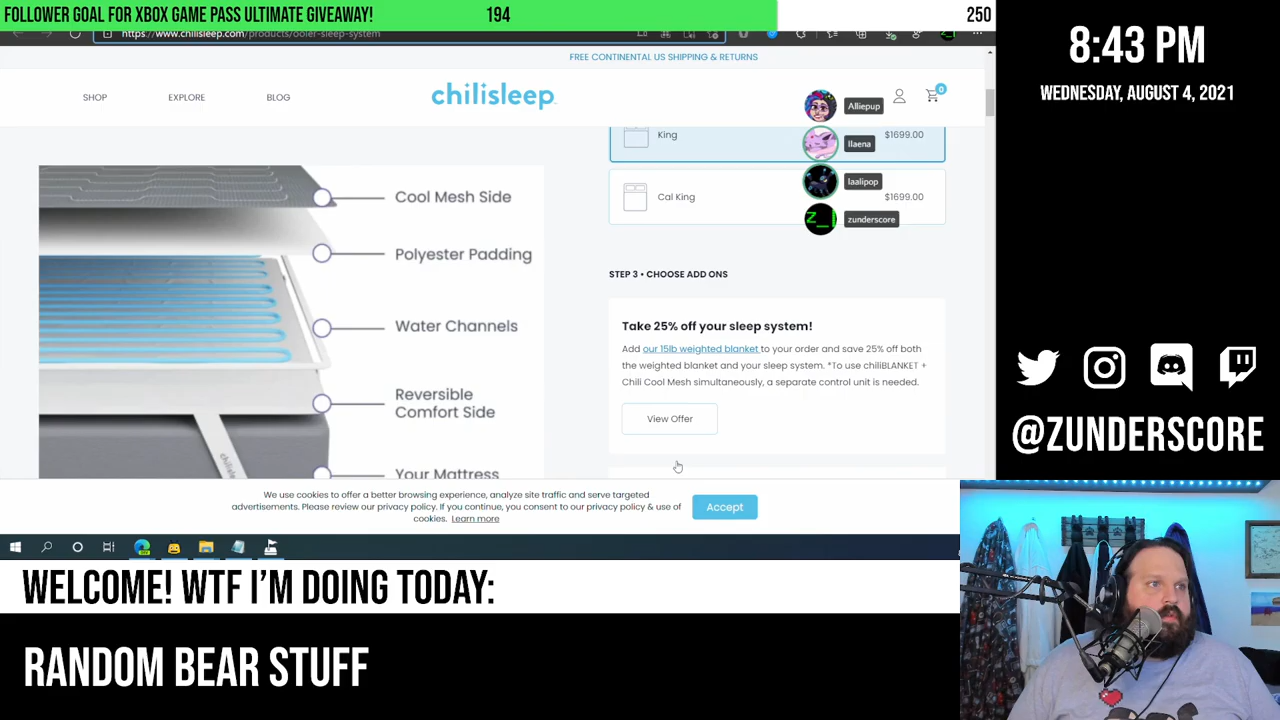 FOLLOWER GOAL FOR XBOX GAME PASS ULTIMATE GIVEAWAY! 194 250
https://www.chilisleep.com/products/ooler-sleep-system
FREE CONTINENTAL US SHIPPING & RETURNS
SHOP EXPLORE BLOG
chilisleep
0
Alliepup
King $1699.00
llaena
laalipop
Cal King $1699.00
zunderscore
Cool Mesh Side
Polyester Padding
Water Channels
Reversible
Comfort Side
Your Mattress
chilisleep
STEP 3 • CHOOSE ADD ONS
Take 25% off your sleep system!
Add our 15lb weighted blanket to your order and save 25% off both
the weighted blanket and your sleep system. *To use chiliBLANKET +
Chili Cool Mesh simultaneously, a separate control unit is needed.
View Offer
We use cookies to offer a better browsing experience, analyze site traffic and serve targeted
advertisements. Please review our privacy policy. If you continue, you consent to our privacy policy & use of
cookies. Learn more
Accept
8:43 PM
WEDNESDAY, AUGUST 4, 2021
@ZUNDERSCORE
WELCOME! WTF I'M DOING TODAY:
RANDOM BEAR STUFF